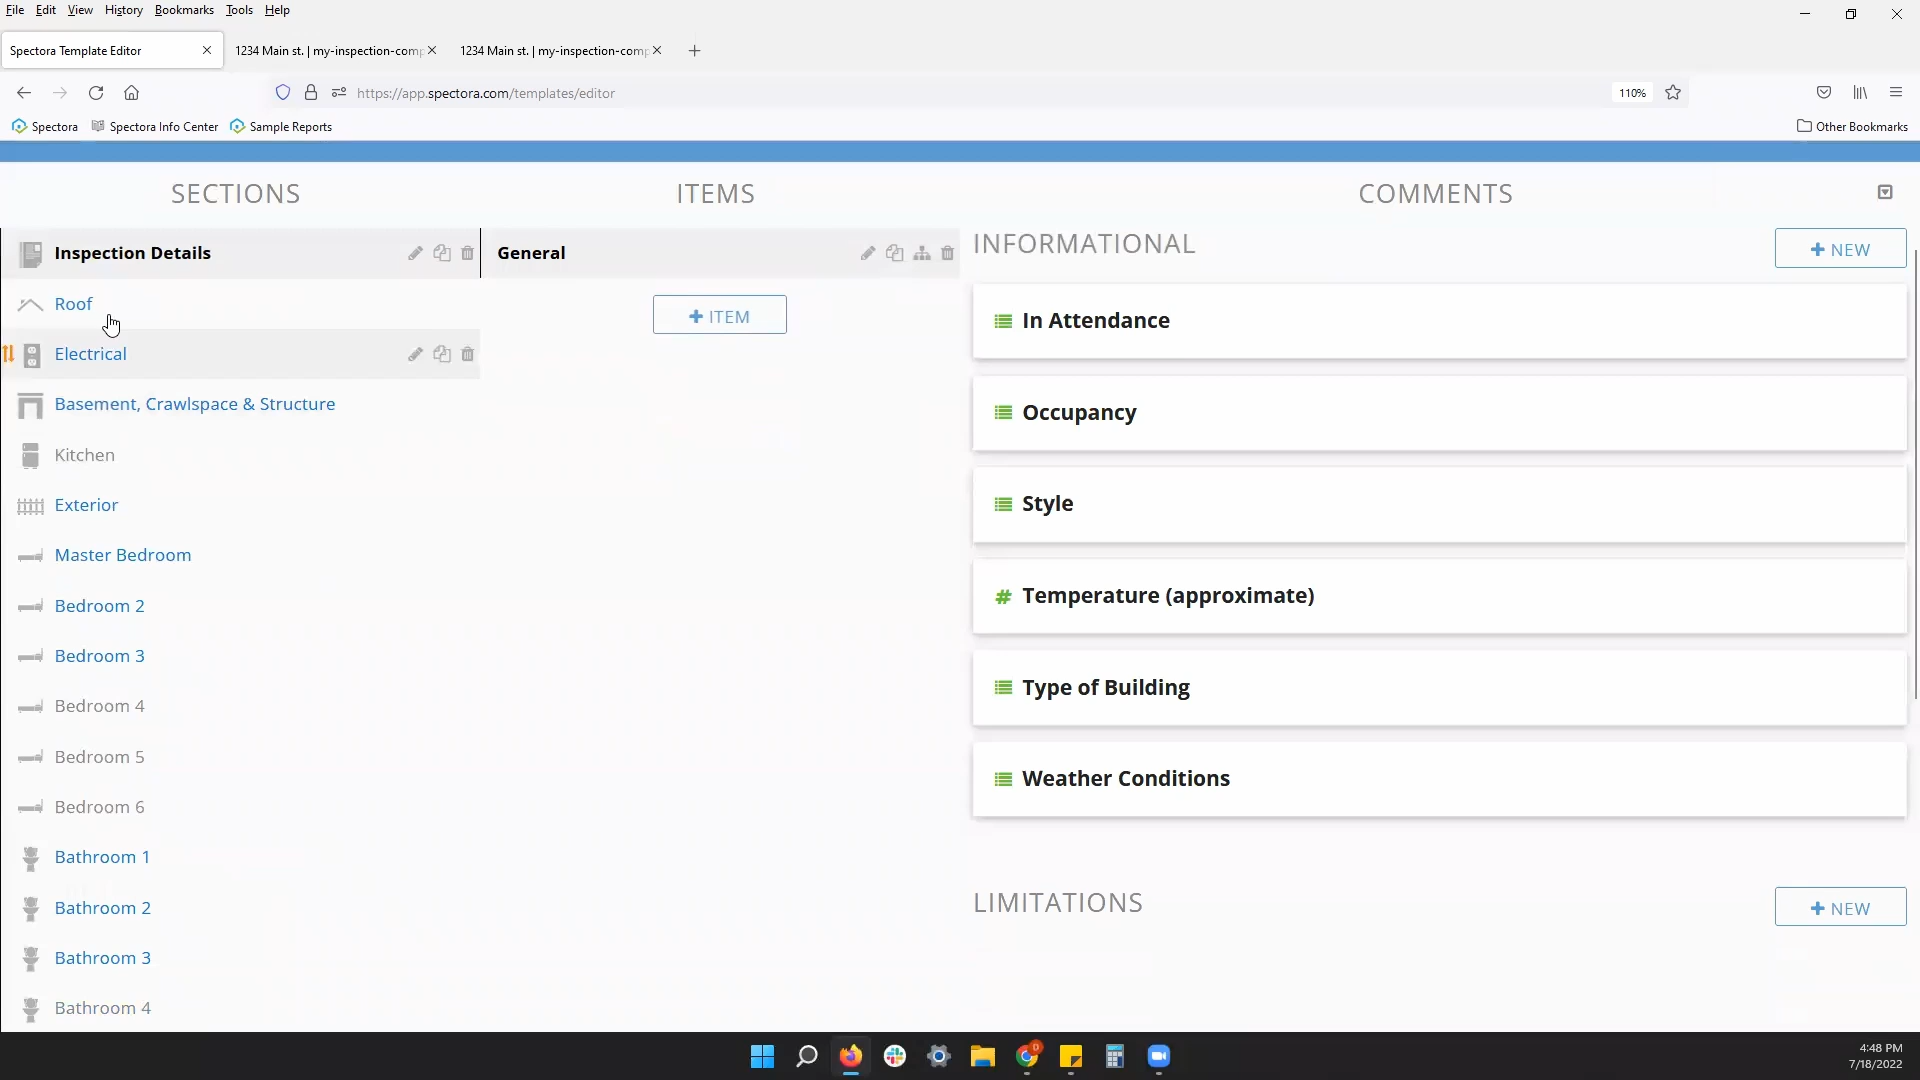 File Edit View History Bookmarks Tools Help
Spectora Template Editor
1234 Main st. | my-inspection-comp
1234 Main st. | my-inspection-comp
https://app.spectora.com/templates/editor
110%
Spectora
Spectora Info Center
Sample Reports
Other Bookmarks
SECTIONS
ITEMS
COMMENTS
Inspection Details
General
INFORMATIONAL
+ NEW
Roof
+ ITEM
In Attendance
Electrical
Basement, Crawlspace & Structure
Occupancy
Kitchen
Exterior
Style
Master Bedroom
Bedroom 2
Temperature (approximate)
Bedroom 3
Type of Building
Bedroom 4
Bedroom 5
Weather Conditions
Bedroom 6
Bathroom 1
Bathroom 2
LIMITATIONS
+ NEW
Bathroom 3
Bathroom 4
4:48 PM
7/18/2022